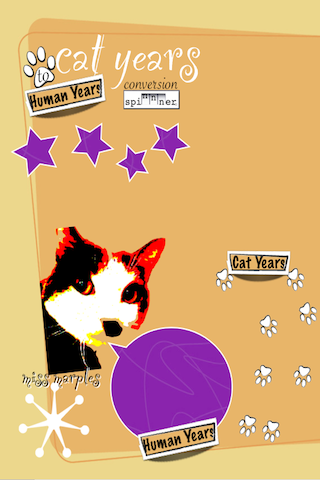 cat years
to
Human Years
conversion
spinner
Cat Years
miss marples
Human Years